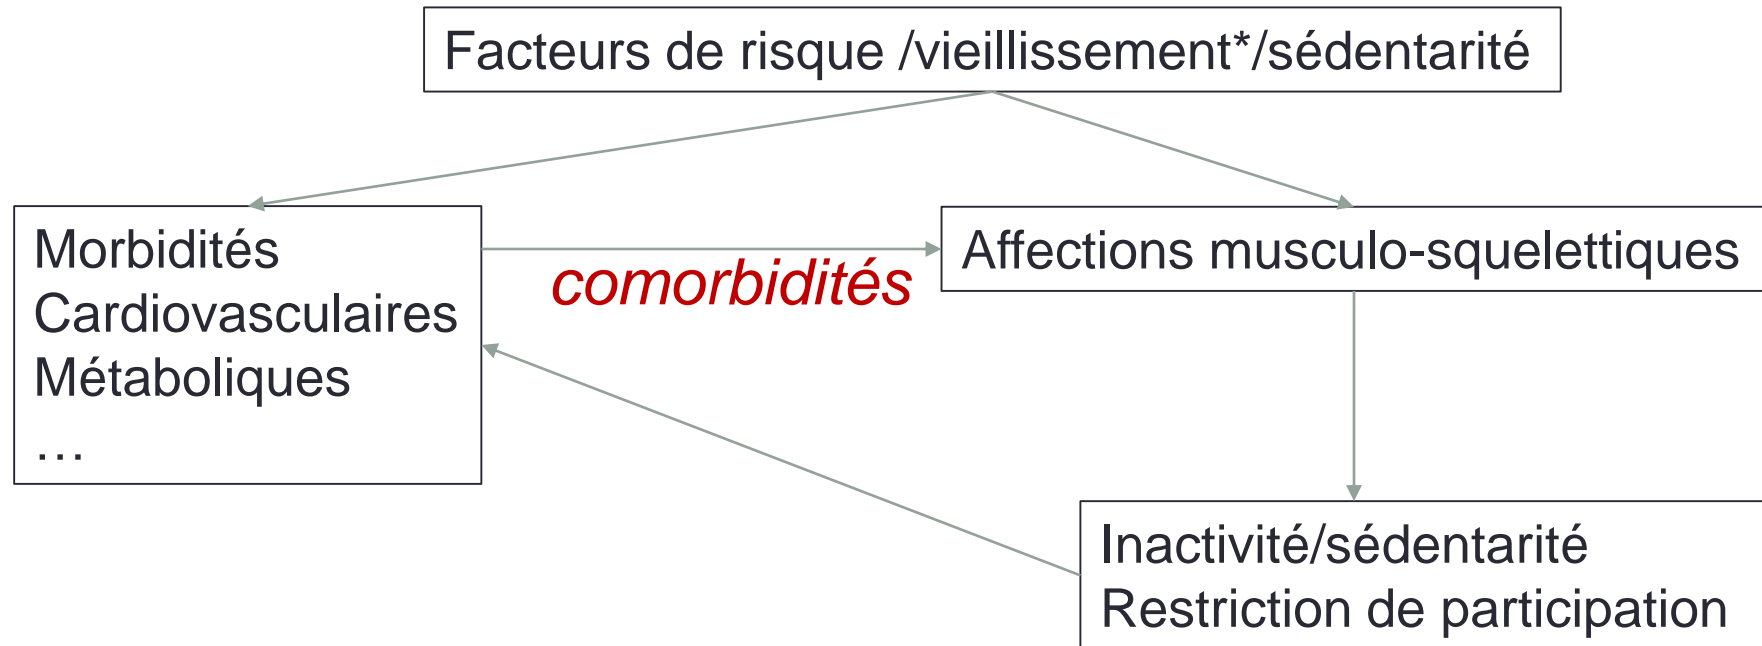 Facteurs de risque /vieillissement*/sédentarité
Morbidités
Cardiovasculaires
Métaboliques
…
comorbidités
Affections musculo-squelettiques
Inactivité/sédentarité
Restriction de participation